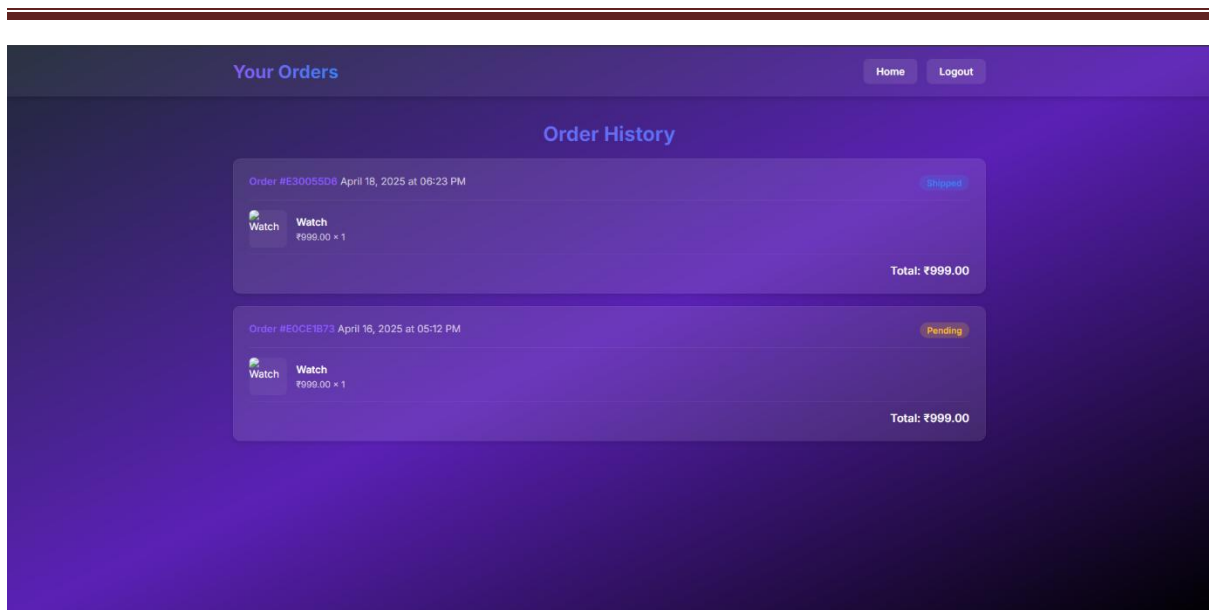 Your Orders
Home
Logout
Order History
Order #E30055D6 April 18, 2025 at 06:23 PM
Shipped
Watch
Watch
₹999.00 × 1
Total: ₹999.00
Order #E0CE1B73 April 16, 2025 at 05:12 PM
Pending
Watch
Watch
₹999.00 × 1
Total: ₹999.00